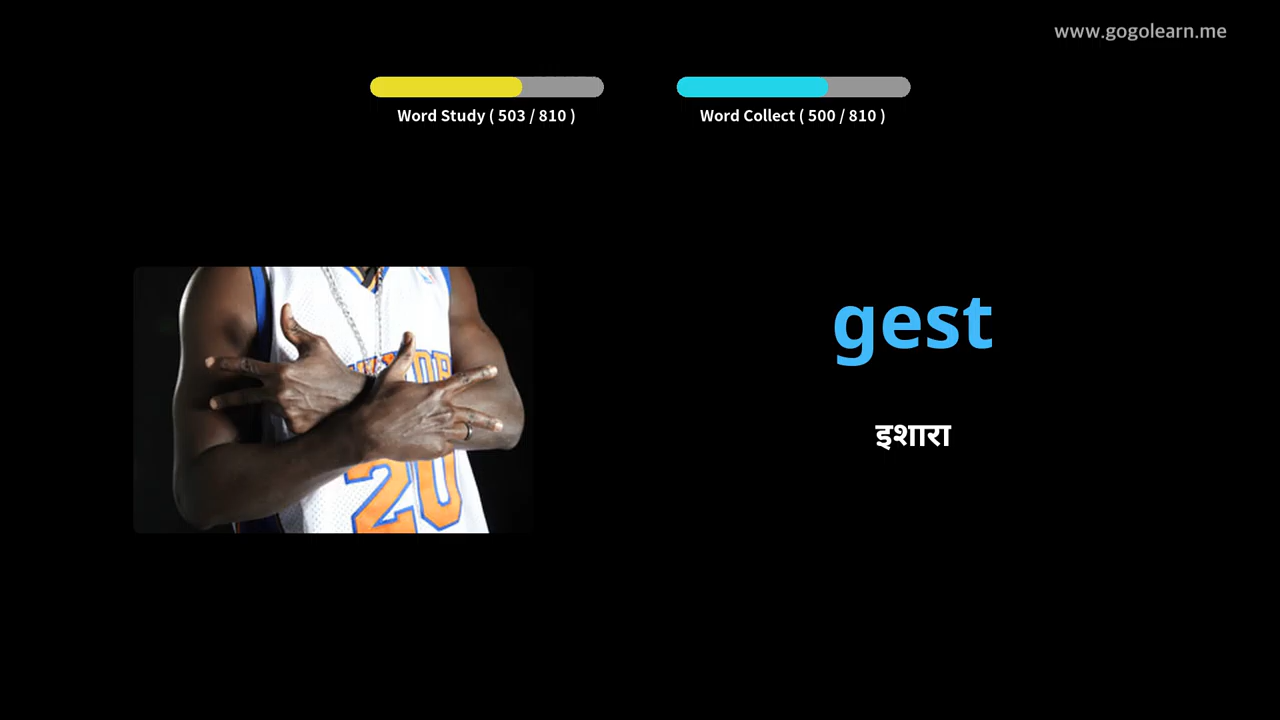 www.gogolearn.me
Word Study ( 503 / 810 )
Word Collect ( 500 / 810 )
gest
इशारा
20